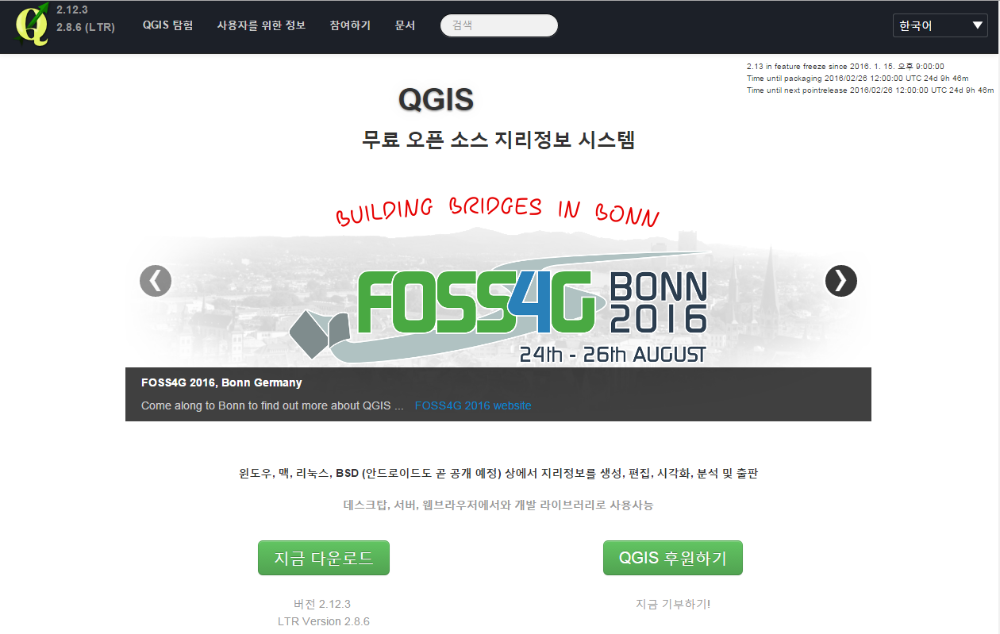 2.12.3
2.8.6 (LTR)
QGIS 탐험 사용자를 위한 정보 참여하기 문서 검색 한국어
2.13 in feature freeze since 2016. 1. 15. 오후 9:00:00
Time until packaging 2016/02/26 12:00:00 UTC 24d 9h 46m
Time until next pointrelease 2016/02/26 12:00:00 UTC 24d 9h 46m
QGIS
무료 오픈 소스 지리정보 시스템
BUILDING BRIDGES IN BONN
FOSS4G BONN
2016
24th - 26th AUGUST
FOSS4G 2016, Bonn Germany
Come along to Bonn to find out more about QGIS ... FOSS4G 2016 website
윈도우, 맥, 리눅스, BSD (안드로이드도 곧 공개 예정) 상에서 지리정보를 생성, 편집, 시각화, 분석 및 출판
데스크탑, 서버, 웹브라우저에서와 개발 라이브러리로 사용사능
지금 다운로드 QGIS 후원하기
버전 2.12.3 지금 기부하기!
LTR Version 2.8.6